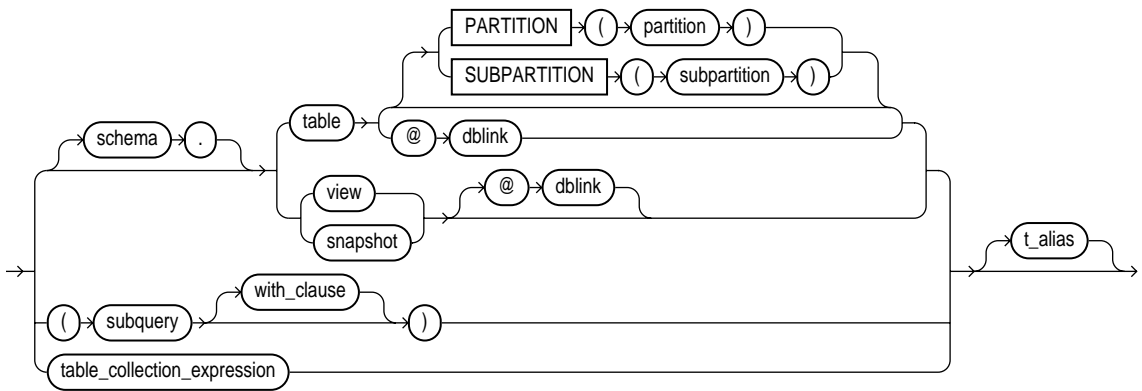 PARTITION ( partition )
SUBPARTITION ( subpartition )
table
@ dblink
schema .
view
@ dblink
snapshot
t_alias
with_clause
( subquery )
table_collection_expression